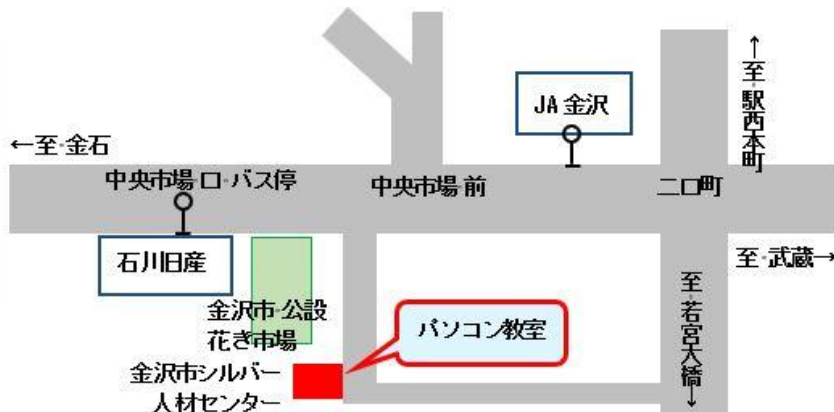 JA 金沢
↑至・駅西本町
←至・金石
中央市場・口・バス停
中央市場・前
二口町
石川日産
至・武蔵→
金沢市・公設
花き市場
パソコン教室
至・若宮大橋→
金沢市シルバー
人材センター